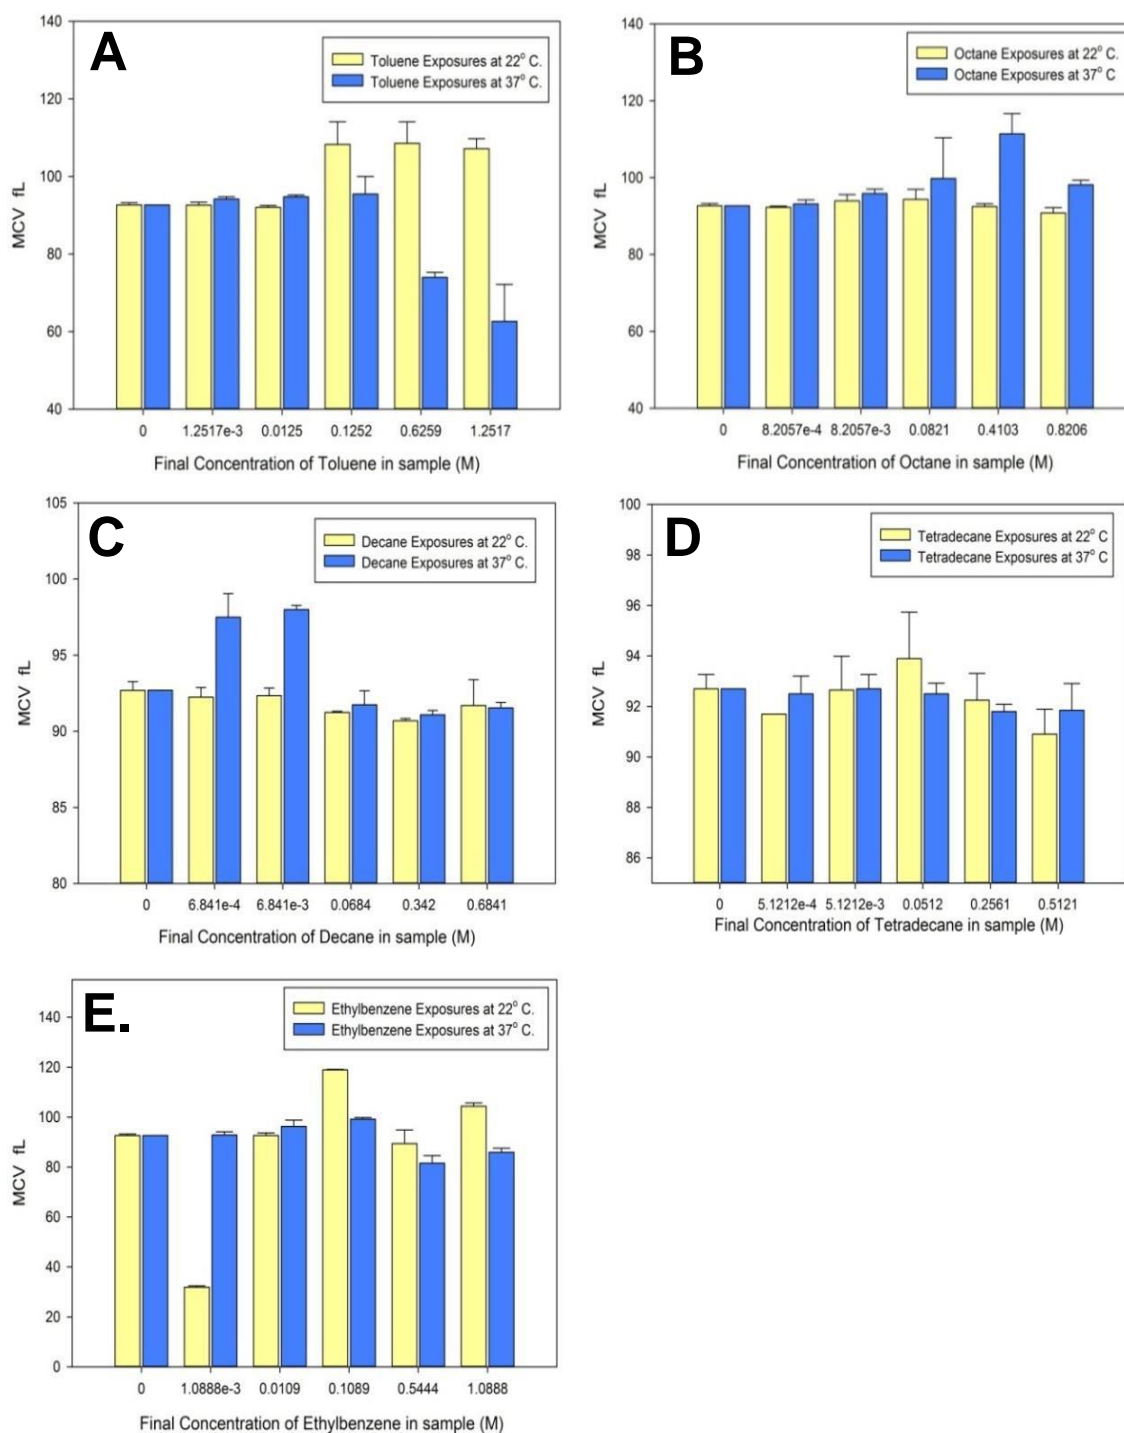 A
140
120
100
80
60
40
MCV fL
Toluene Exposures at 22° C.
Toluene Exposures at 37° C.
0 1.2517e-3 0.0125 0.1252 0.6259 1.2517
Final Concentration of Toluene in sample (M)
B
140
120
100
80
60
40
MCV fL
Octane Exposures at 22° C.
Octane Exposures at 37° C
0 8.2057e-4 8.2057e-3 0.0821 0.4103 0.8206
Final Concentration of Octane in sample (M)
C
105
100
95
90
85
80
MCV fL
Decane Exposures at 22° C.
Decane Exposures at 37° C.
0 6.841e-4 6.841e-3 0.0684 0.342 0.6841
Final Concentration of Decane in sample (M)
D
100
98
96
94
92
90
88
86
MCV fL
Tetradecane Exposures at 22° C
Tetradecane Exposures at 37° C
0 5.1212e-4 5.1212e-3 0.0512 0.2561 0.5121
Final Concentration of Tetradecane in sample (M)
E.
140
120
100
80
60
40
20
0
MCV fL
Ethylbenzene Exposures at 22° C.
Ethylbenzene Exposures at 37° C.
0 1.0888e-3 0.0109 0.1089 0.5444 1.0888
Final Concentration of Ethylbenzene in sample (M)